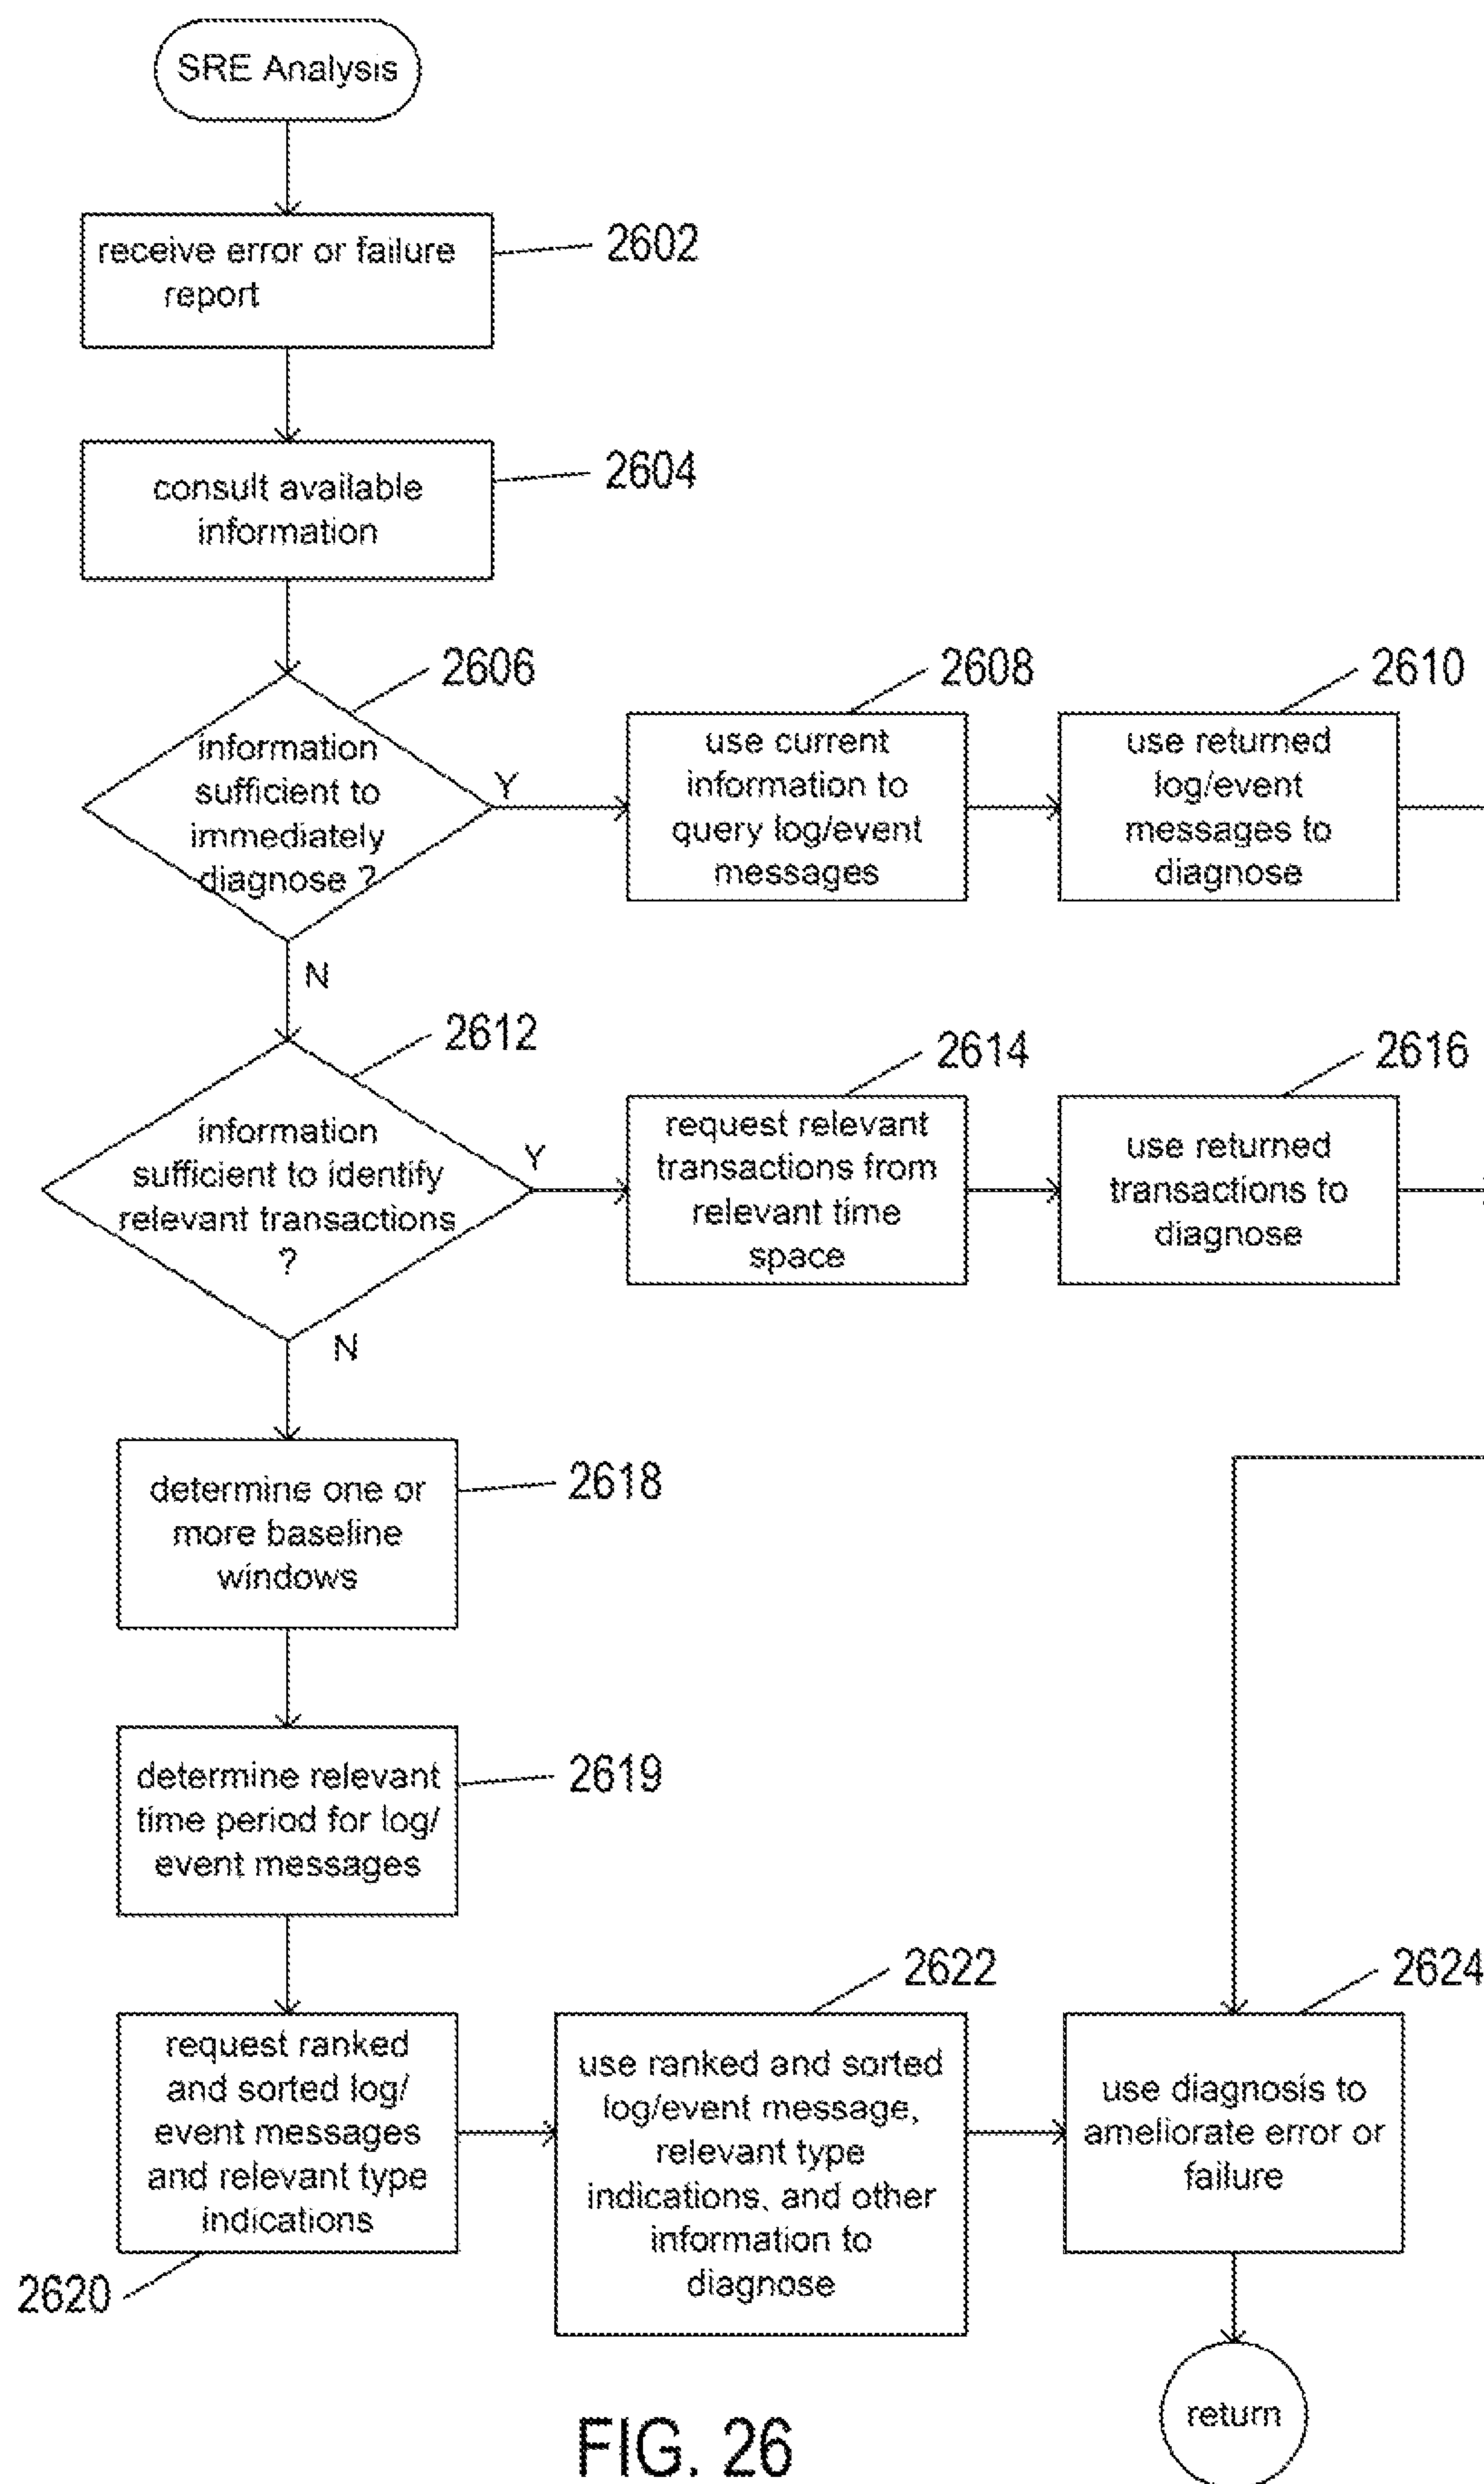 SRE Analysis
receive error or failure
report
2602
consult available
information
2604
2606
information
sufficient to
immediately
diagnose ?
Y
N
2608
use current
information to
query log/event
messages
2610
use returned
log/event
messages to
diagnose
2612
information
sufficient to identify
relevant transactions
?
Y
N
2614
request relevant
transactions from
relevant time
space
2616
use returned
transactions to
diagnose
2618
determine one or
more baseline
windows
2619
determine relevant
time period for log/
event messages
request ranked
and sorted log/
event messages
and relevant type
indications
2620
2622
use ranked and sorted
log/event message,
relevant type
indications, and other
information to
diagnose
2624
use diagnosis to
ameliorate error or
failure
return
FIG. 26